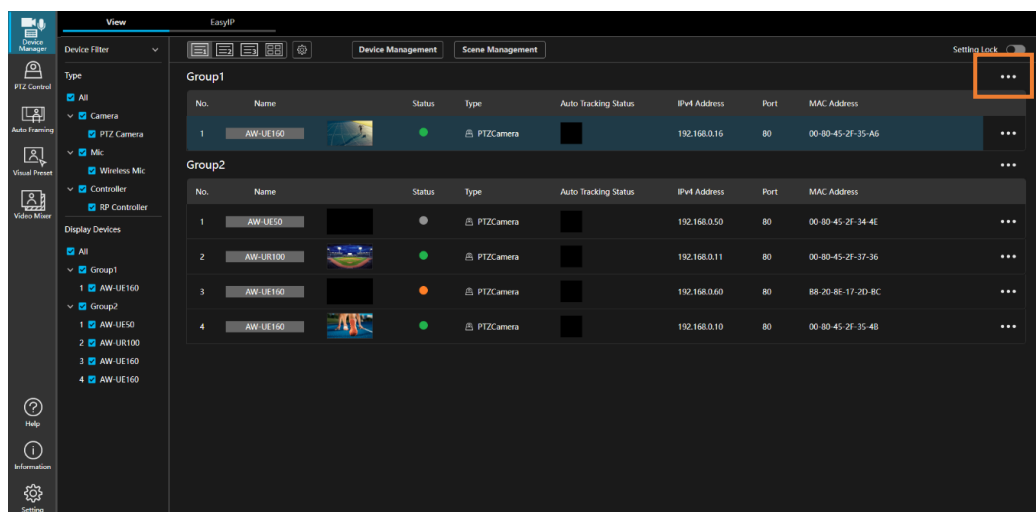 View
EasyIP
Device Manager
PTZ Control
Auto Framing
Visual Preset
Video Mixer
Help
Information
Setting
Device Filter
Type
All
Camera
PTZ Camera
Mic
Wireless Mic
Controller
RP Controller
Display Devices
All
Group1
1 AW-UE160
Group2
1 AW-UE50
2 AW-UR100
3 AW-UE160
4 AW-UE160
1 2 3 Device Management Scene Management Setting Lock
Group1
No. Name Status Type Auto Tracking Status IPv4 Address Port MAC Address
1 AW-UE160 PTZCamera 192.168.0.16 80 00-80-45-2F-35-A6
Group2
No. Name Status Type Auto Tracking Status IPv4 Address Port MAC Address
1 AW-UE50 PTZCamera 192.168.0.50 80 00-80-45-2F-34-4E
2 AW-UR100 PTZCamera 192.168.0.11 80 00-80-45-2F-37-36
3 AW-UE160 PTZCamera 192.168.0.60 80 B8-20-8E-17-2D-BC
4 AW-UE160 PTZCamera 192.168.0.10 80 00-80-45-2F-35-4B